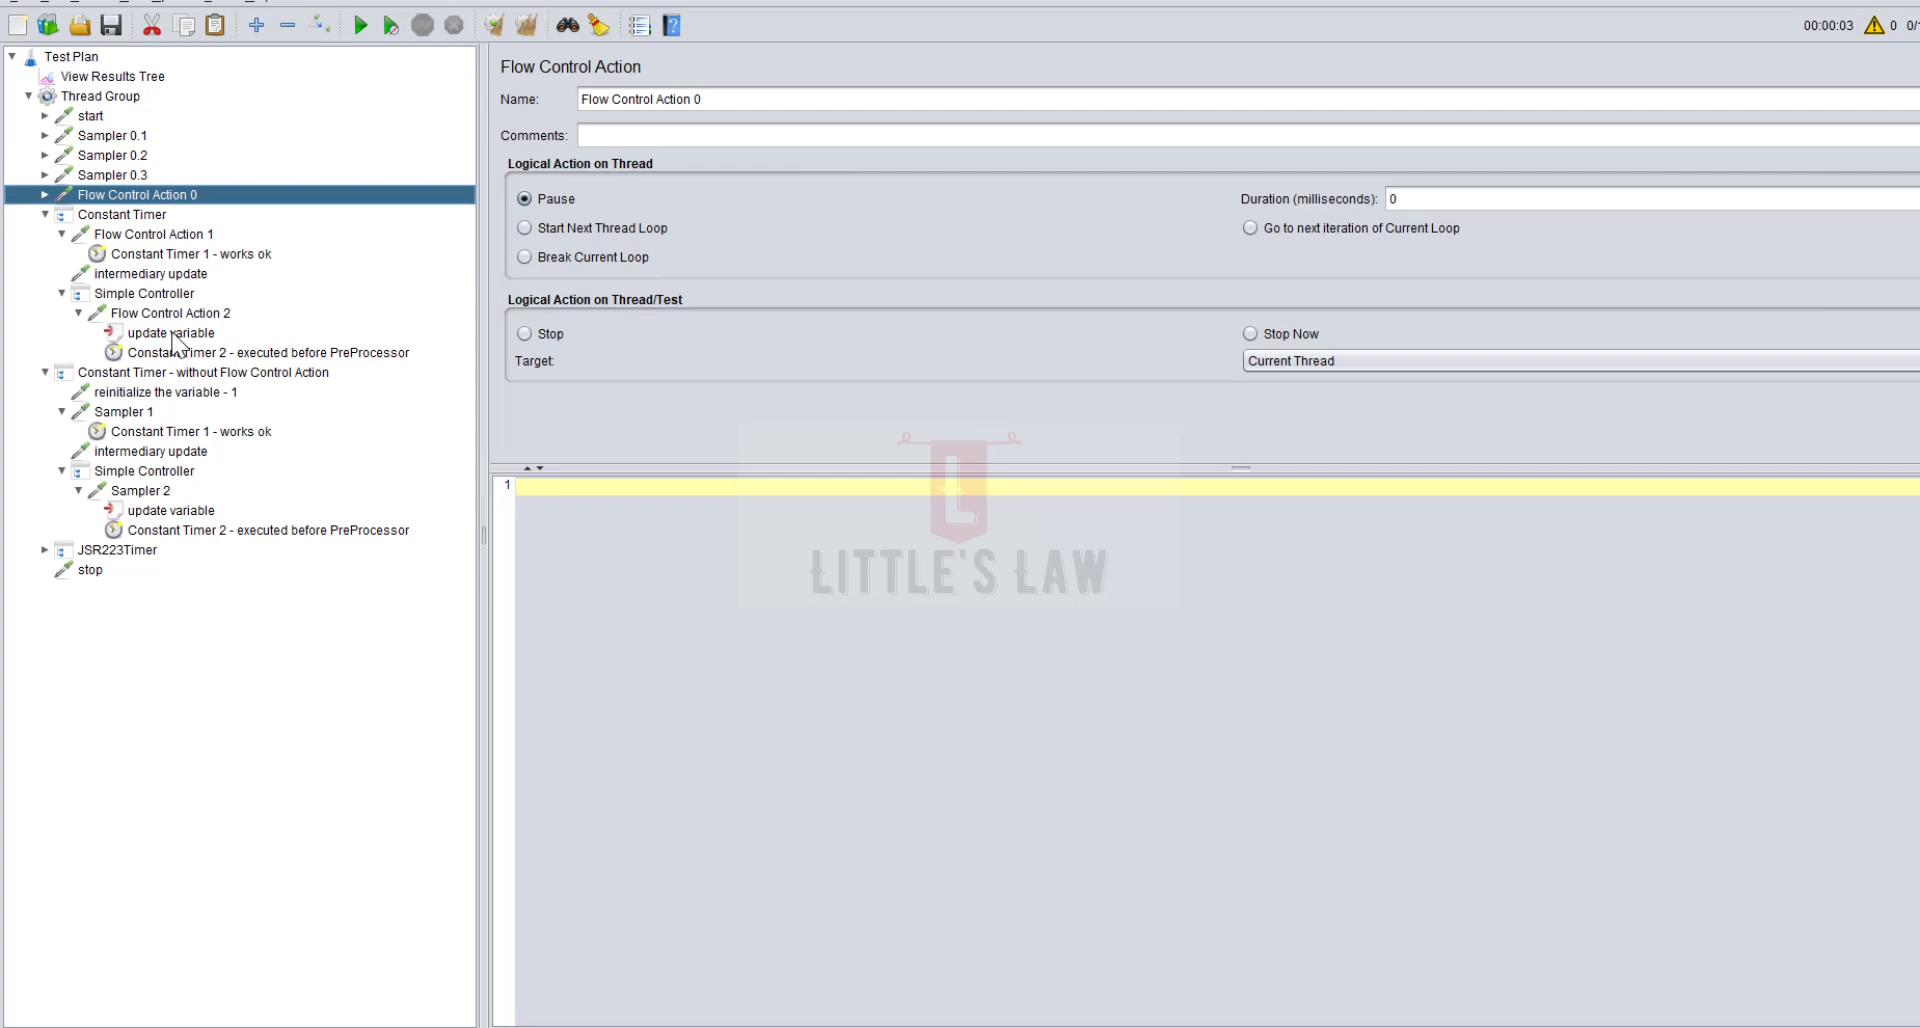 00:00:03 0 0/
Test Plan
View Results Tree
Thread Group
start
Sampler 0.1
Sampler 0.2
Sampler 0.3
Flow Control Action 0
Constant Timer
Flow Control Action 1
Constant Timer 1 - works ok
intermediary update
Simple Controller
Flow Control Action 2
update variable
Constant Timer 2 - executed before PreProcessor
Constant Timer - without Flow Control Action
reinitialize the variable - 1
Sampler 1
Constant Timer 1 - works ok
intermediary update
Simple Controller
Sampler 2
update variable
Constant Timer 2 - executed before PreProcessor
JSR223Timer
stop
Flow Control Action
Name: Flow Control Action 0
Comments:
Logical Action on Thread
Pause Duration (milliseconds): 0
Start Next Thread Loop Go to next iteration of Current Loop
Break Current Loop
Logical Action on Thread/Test
Stop Stop Now
Target: Current Thread
1
L
LITTLE'S LAW